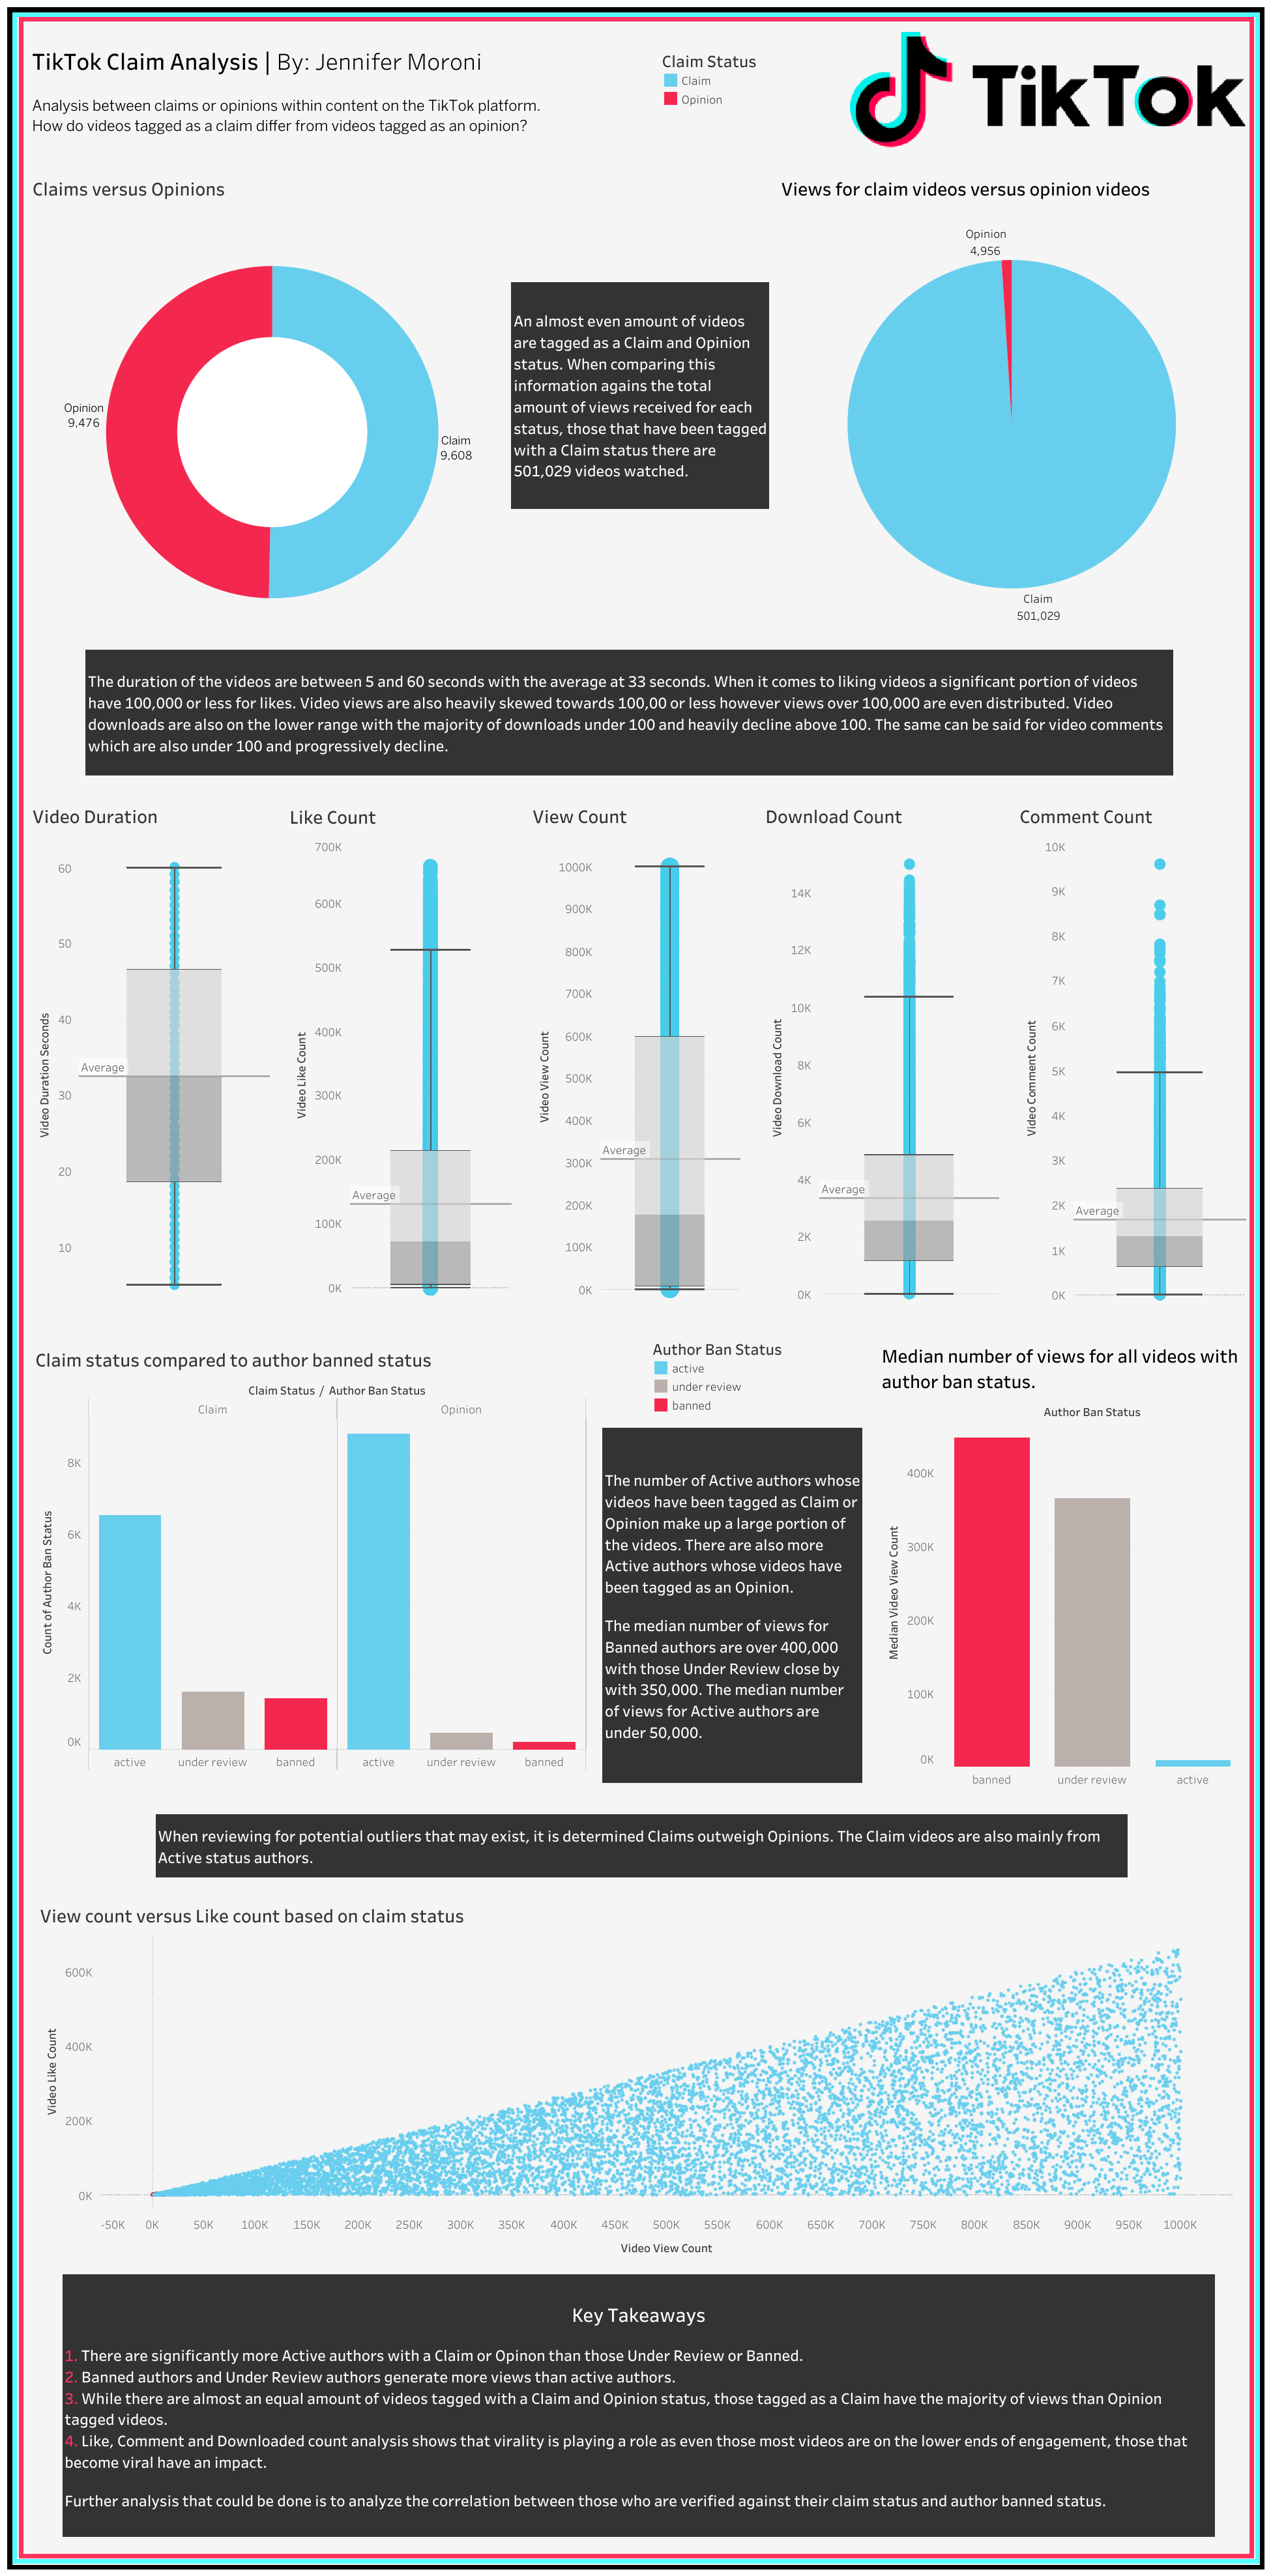 TikTok Claim Analysis | By: Jennifer Moroni
Analysis between claims or opinions within content on the TikTok platform.
How do videos tagged as a claim differ from videos tagged as an opinion?
Claim Status
Claim
Opinion
TikTok
Claims versus Opinions
Opinion
9,476
Claim
9,608
An almost even amount of videos
are tagged as a Claim and Opinion
status. When comparing this
information agains the total
amount of views received for each
status, those that have been tagged
with a Claim status there are
501,029 videos watched.
Views for claim videos versus opinion videos
Opinion
4,956
Claim
501,029
The duration of the videos are between 5 and 60 seconds with the average at 33 seconds. When it comes to liking videos a significant portion of videos
have 100,000 or less for likes. Video views are also heavily skewed towards 100,00 or less however views over 100,000 are even distributed. Video
downloads are also on the lower range with the majority of downloads under 100 and heavily decline above 100. The same can be said for video comments
which are also under 100 and progressively decline.
Video Duration
60
50
40
30
20
10
Video Duration Seconds
Average
Like Count
700K
600K
500K
400K
300K
200K
100K
0K
Video Like Count
Average
View Count
1000K
900K
800K
700K
600K
500K
400K
300K
200K
100K
0K
Video View Count
Average
Download Count
14K
12K
10K
8K
6K
4K
2K
0K
Video Download Count
Average
Comment Count
10K
9K
8K
7K
6K
5K
4K
3K
2K
1K
0K
Video Comment Count
Average
Claim status compared to author banned status
Claim Status / Author Ban Status
Claim
Opinion
8K
6K
4K
2K
0K
Count of Author Ban Status
active
under review
banned
active
under review
banned
Author Ban Status
active
under review
banned
The number of Active authors whose
videos have been tagged as Claim or
Opinion make up a large portion of
the videos. There are also more
Active authors whose videos have
been tagged as an Opinion.
The median number of views for
Banned authors are over 400,000
with those Under Review close by
with 350,000. The median number
of views for Active authors are
under 50,000.
Median number of views for all videos with
author ban status.
Author Ban Status
400K
300K
200K
100K
0K
Median Video View Count
banned
under review
active
When reviewing for potential outliers that may exist, it is determined Claims outweigh Opinions. The Claim videos are also mainly from
Active status authors.
View count versus Like count based on claim status
600K
400K
200K
0K
Video Like Count
-50K
0K
50K
100K
150K
200K
250K
300K
350K
400K
450K
500K
550K
600K
650K
700K
750K
800K
850K
900K
950K
1000K
Video View Count
Key Takeaways
1. There are significantly more Active authors with a Claim or Opinon than those Under Review or Banned.
2. Banned authors and Under Review authors generate more views than active authors.
3. While there are almost an equal amount of videos tagged with a Claim and Opinion status, those tagged as a Claim have the majority of views than Opinion
tagged videos.
4. Like, Comment and Downloaded count analysis shows that virality is playing a role as even those most videos are on the lower ends of engagement, those that
become viral have an impact.
Further analysis that could be done is to analyze the correlation between those who are verified against their claim status and author banned status.